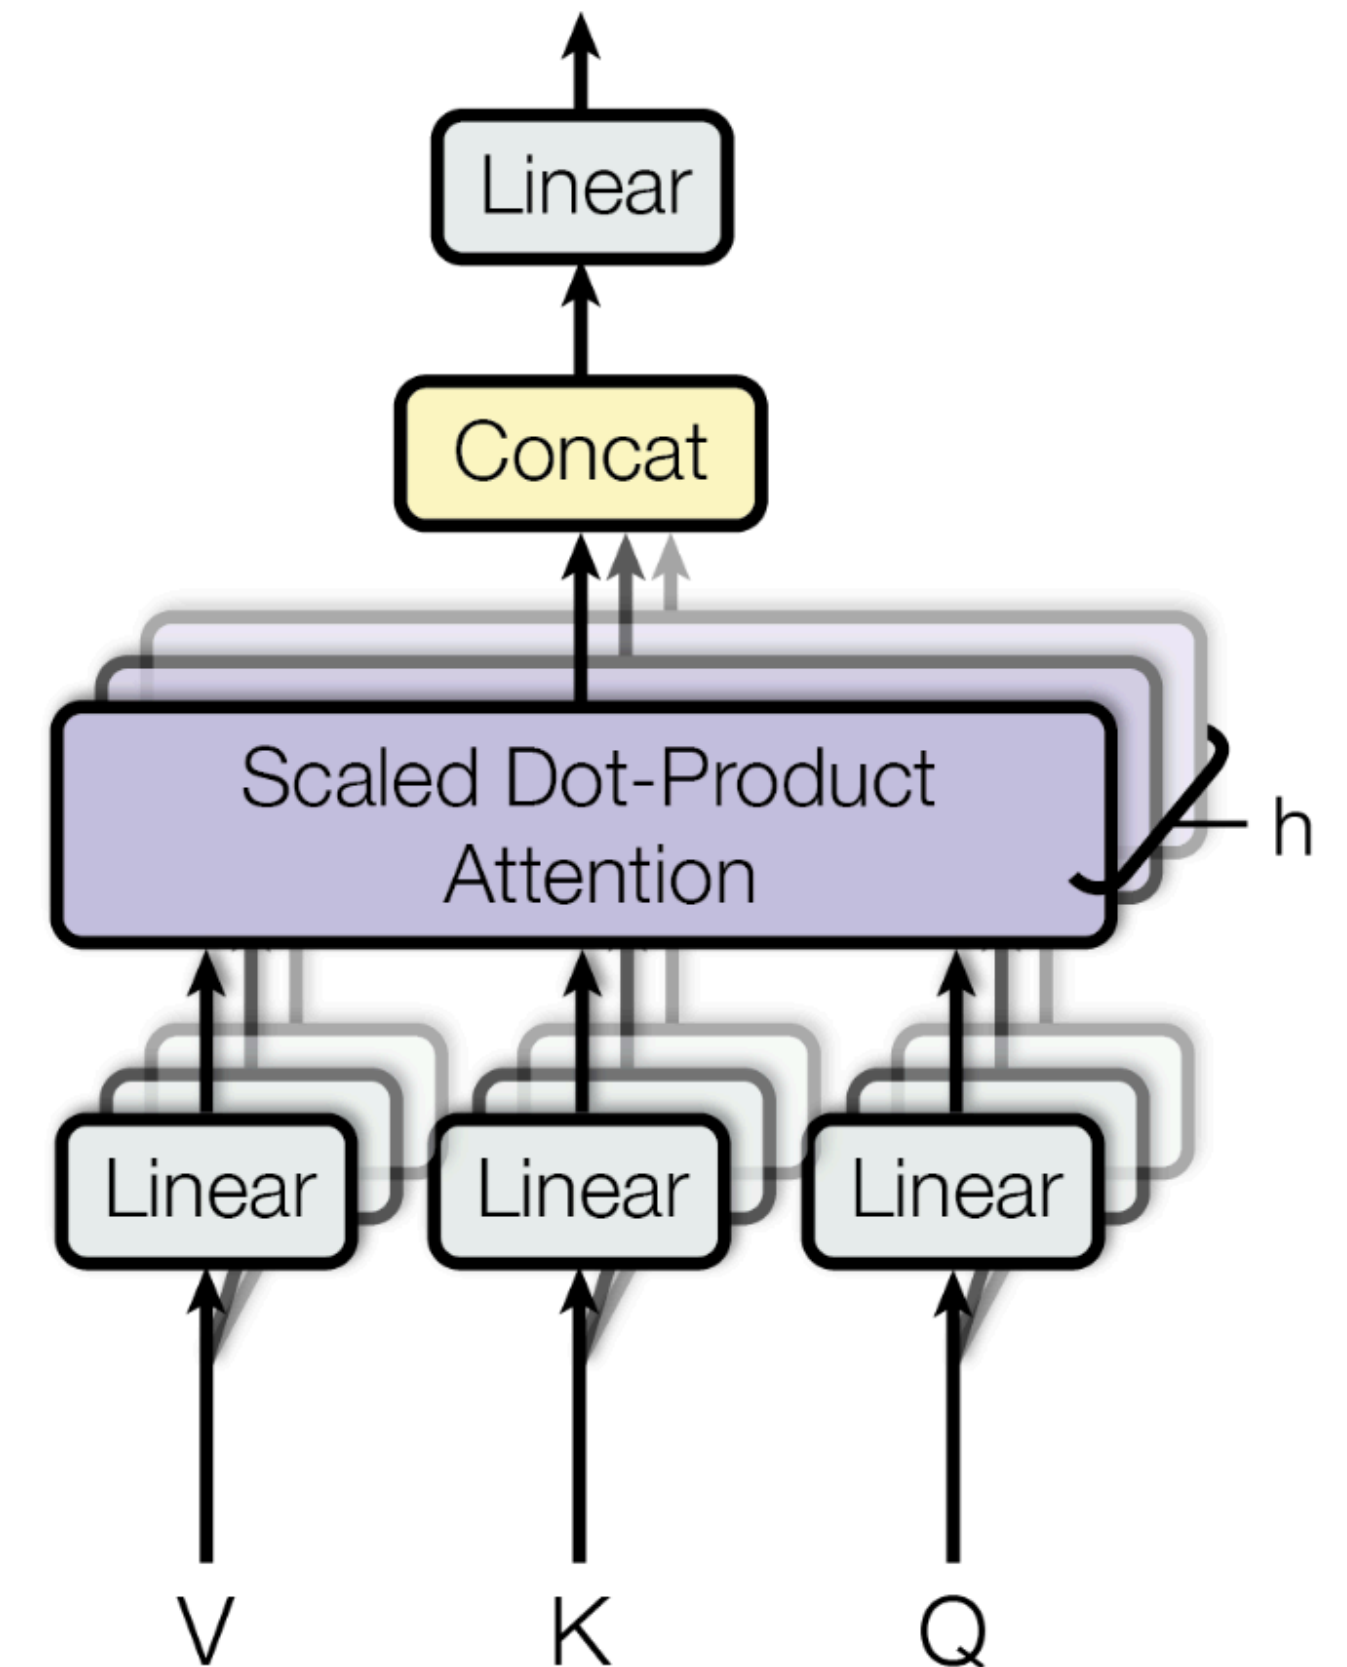 Linear
Concat
Scaled Dot-Product
Attention
h
Linear Linear Linear
V K Q